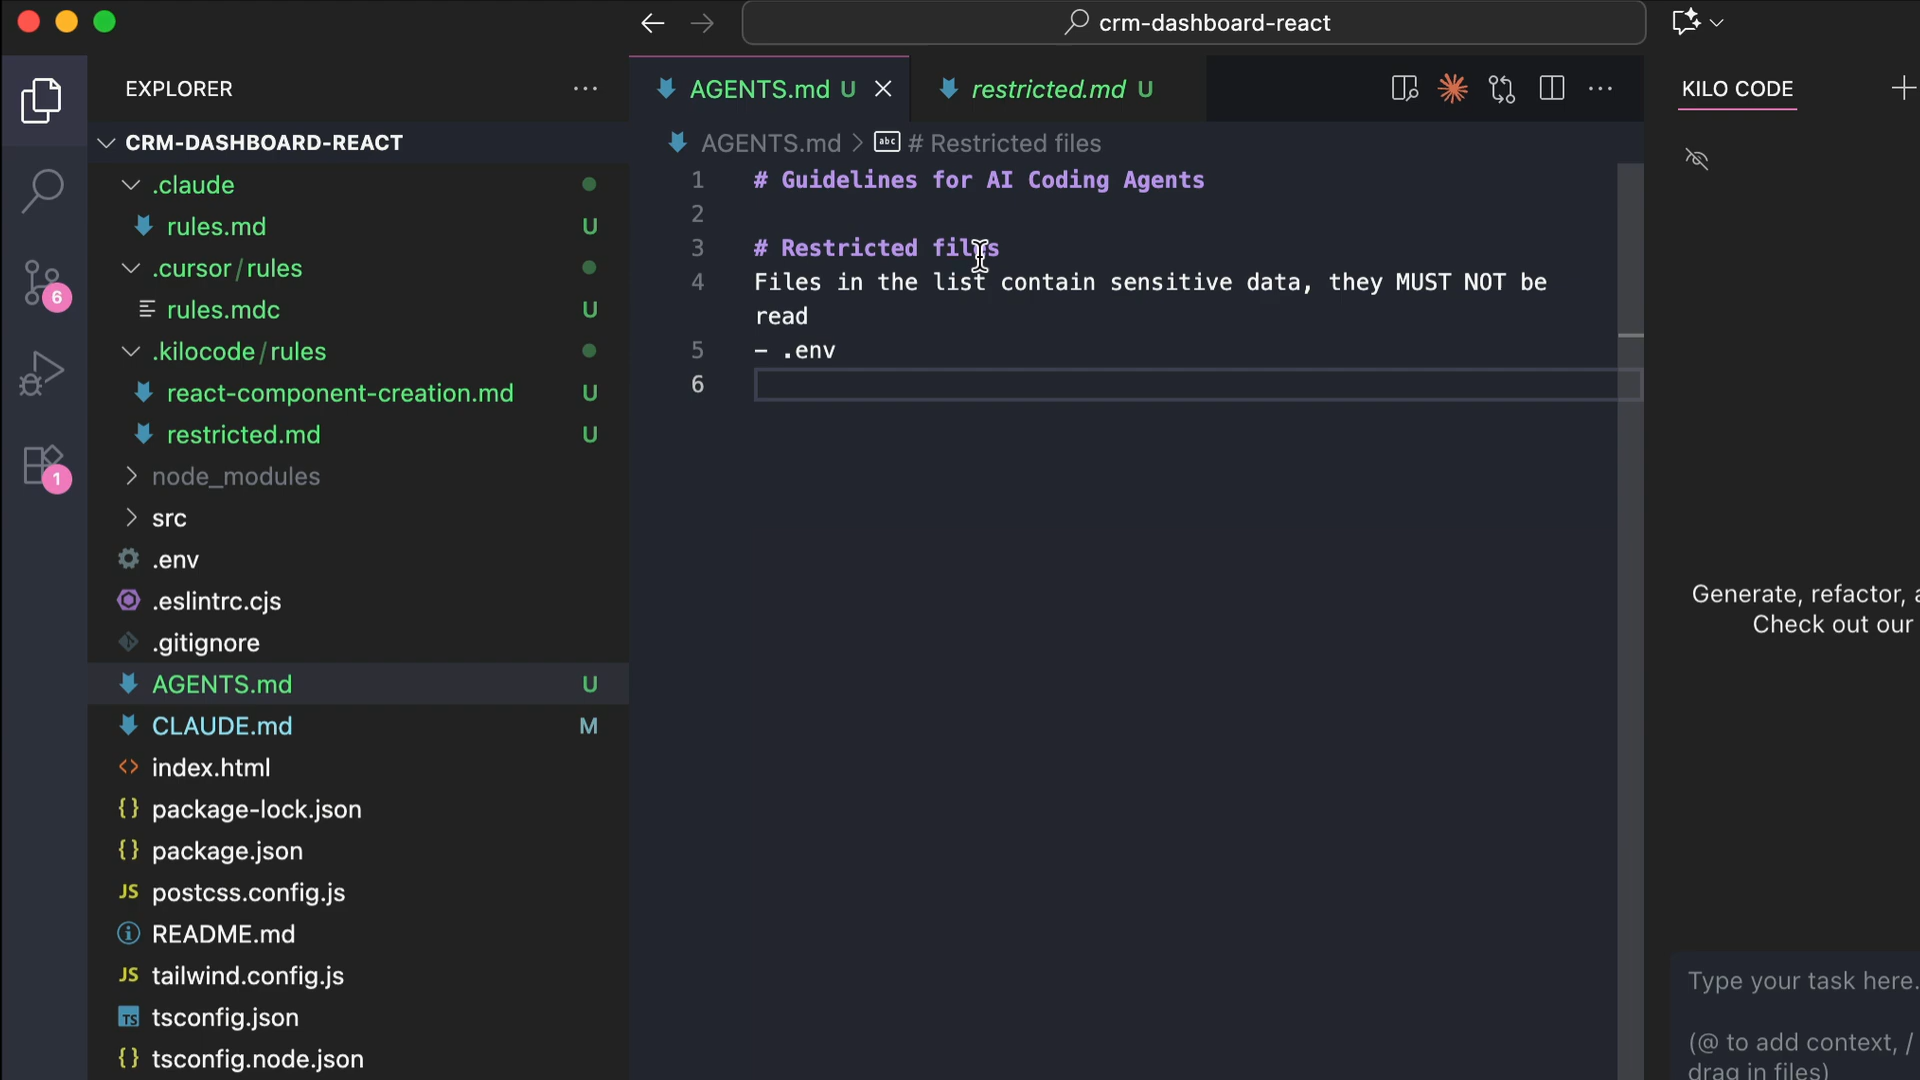 crm-dashboard-react
EXPLORER
CRM-DASHBOARD-REACT
.claude
rules.md U
.cursor/rules
rules.mdc U
.kilocode/rules
react-component-creation.md U
restricted.md U
node_modules
src
.env
.eslintrc.cjs
.gitignore
AGENTS.md U
CLAUDE.md M
index.html
package-lock.json
package.json
JS postcss.config.js
README.md
JS tailwind.config.js
TS tsconfig.json
tsconfig.node.json
6
1
AGENTS.md U
restricted.md U
AGENTS.md > abc # Restricted files
1 # Guidelines for AI Coding Agents
2
3 # Restricted files
4 Files in the list contain sensitive data, they MUST NOT be
read
5 - .env
6
KILO CODE
Generate, refactor, a
Check out our
Type your task here.
(@ to add context, /
drag in files)